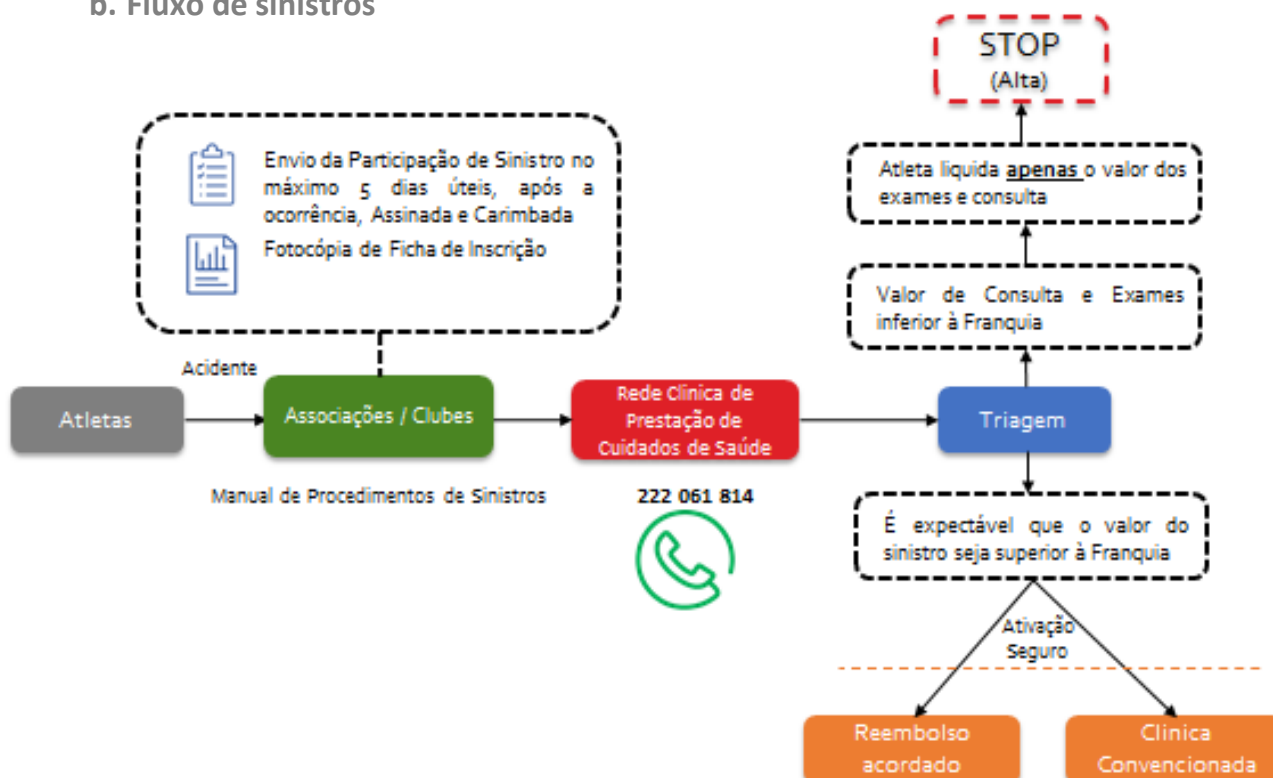 b. Fluxo de sinistros
STOP
(Alta)
Envio da Participação de Sinistro no
máximo 5 dias úteis, após a
ocorrência, Assinada e Carimbada
Fotocópia de Ficha de Inscrição
Atleta liquida apenas o valor dos
exames e consulta
Valor de Consulta e Exames
inferior à Franquia
Acidente
Atletas
Associações / Clubes
Rede Clinica de
Prestação de
Cuidados de Saúde
Triagem
Manual de Procedimentos de Sinistros
222 061 814
É expectável que o valor do
sinistro seja superior à Franquia
Ativação
Seguro
Reembolso
acordado
Clinica
Convencionada